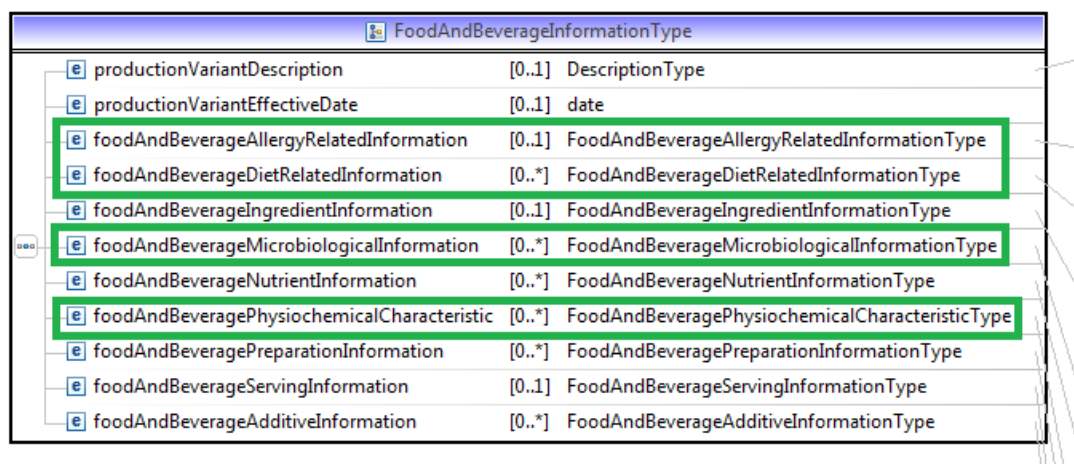 FoodAndBeverageInformationType
e productionVariantDescription [0..1] DescriptionType
e productionVariantEffectiveDate [0..1] date
e foodAndBeverageAllergyRelatedInformation [0..1] FoodAndBeverageAllergyRelatedInformationType
e foodAndBeverageDietRelatedInformation [0..*] FoodAndBeverageDietRelatedInformationType
e foodAndBeverageIngredientInformation [0..1] FoodAndBeverageIngredientInformationType
e foodAndBeverageMicrobiologicalInformation [0..*] FoodAndBeverageMicrobiologicalInformationType
e foodAndBeverageNutrientInformation [0..*] FoodAndBeverageNutrientInformationType
e foodAndBeveragePhysiochemicalCharacteristic [0..*] FoodAndBeveragePhysiochemicalCharacteristicType
e foodAndBeveragePreparationInformation [0..*] FoodAndBeveragePreparationInformationType
e foodAndBeverageServingInformation [0..1] FoodAndBeverageServingInformationType
e foodAndBeverageAdditiveInformation [0..*] FoodAndBeverageAdditiveInformationType